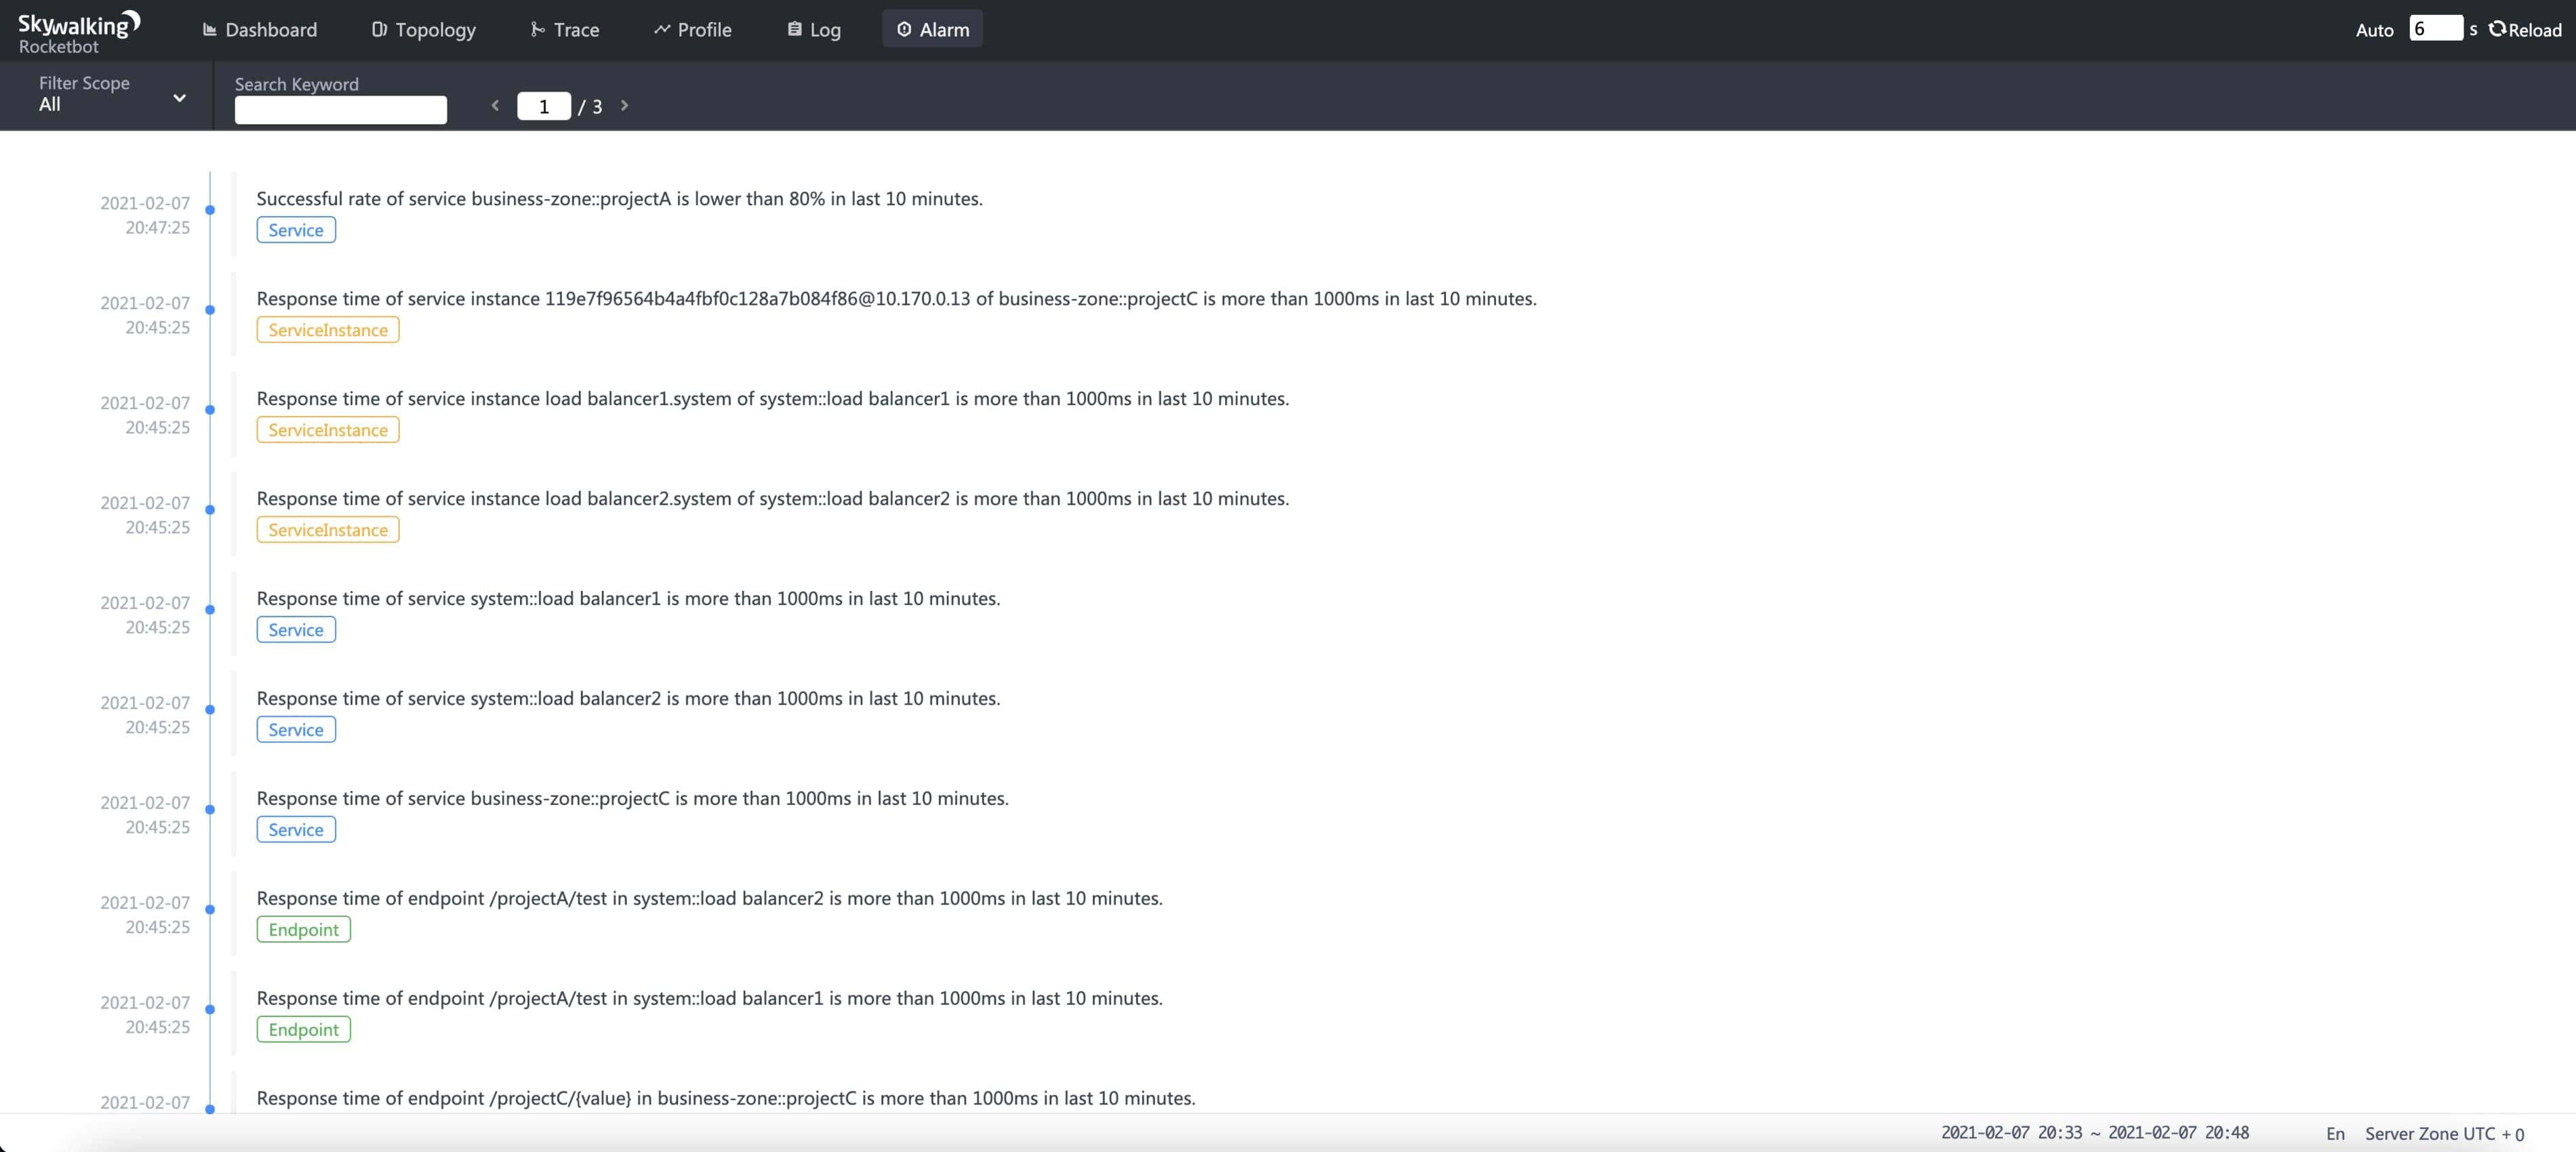 Skywalking
Rocketbot
Dashboard
Topology
Trace
Profile
Log
Alarm
Auto 6 s Reload
Filter Scope
All
Search Keyword
1 / 3
2021-02-07
20:47:25
Successful rate of service business-zone::projectA is lower than 80% in last 10 minutes.
Service
2021-02-07
20:45:25
Response time of service instance 119e7f96564b4a4fbf0c128a7b084f86@10.170.0.13 of business-zone::projectC is more than 1000ms in last 10 minutes.
ServiceInstance
2021-02-07
20:45:25
Response time of service instance load balancer1.system of system::load balancer1 is more than 1000ms in last 10 minutes.
ServiceInstance
2021-02-07
20:45:25
Response time of service instance load balancer2.system of system::load balancer2 is more than 1000ms in last 10 minutes.
ServiceInstance
2021-02-07
20:45:25
Response time of service system::load balancer1 is more than 1000ms in last 10 minutes.
Service
2021-02-07
20:45:25
Response time of service system::load balancer2 is more than 1000ms in last 10 minutes.
Service
2021-02-07
20:45:25
Response time of service business-zone::projectC is more than 1000ms in last 10 minutes.
Service
2021-02-07
20:45:25
Response time of endpoint /projectA/test in system::load balancer2 is more than 1000ms in last 10 minutes.
Endpoint
2021-02-07
20:45:25
Response time of endpoint /projectA/test in system::load balancer1 is more than 1000ms in last 10 minutes.
Endpoint
2021-02-07
Response time of endpoint /projectC/{value} in business-zone::projectC is more than 1000ms in last 10 minutes.
2021-02-07 20:33 ~ 2021-02-07 20:48
En
Server Zone UTC + 0